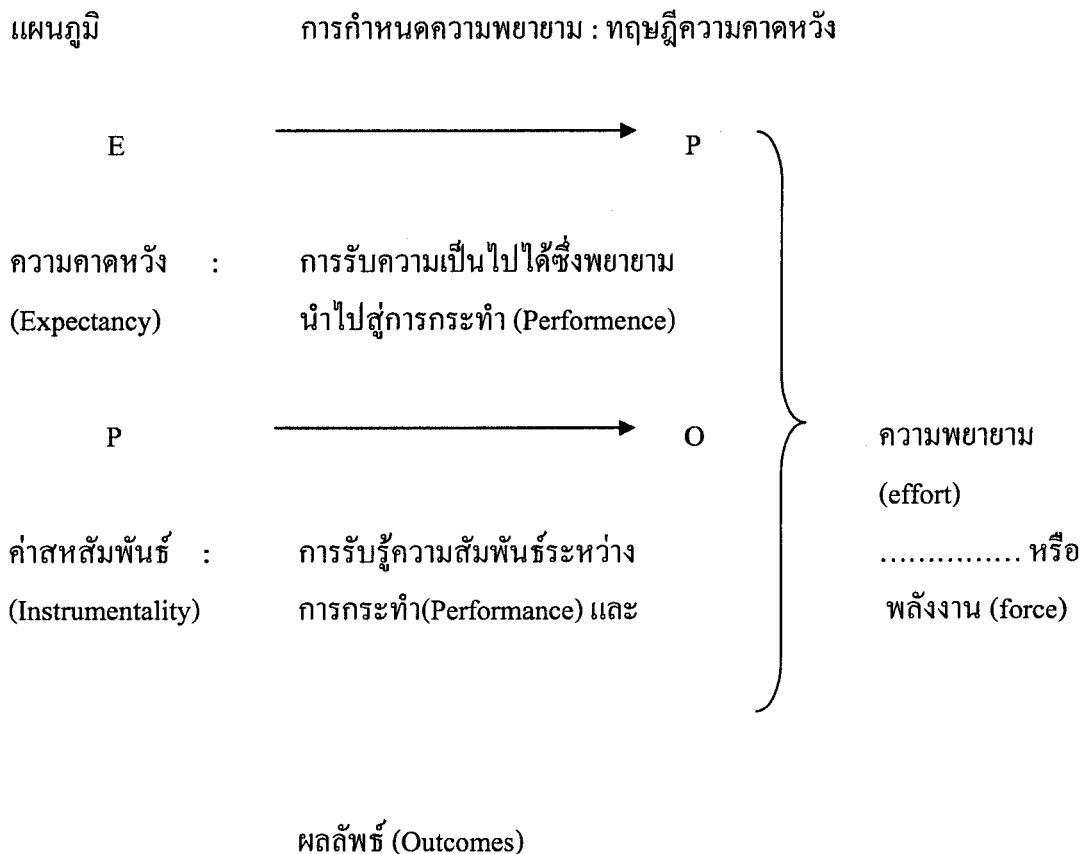 แผนภูมิ การกำหนดความพยายาม : ทฤษฎีความคาดหวัง
E P
ความคาดหวัง : การรับความเป็นไปได้ซึ่งพยายาม
(Expectancy) นำไปสู่การกระทำ (Performence)
P O ความพยายาม
(effort)
ค่าสหสัมพันธ์ : การรับรู้ความสัมพันธ์ระหว่าง ............... หรือ
(Instrumentality) การกระทำ(Performance) และ พลังงาน (force)
ผลลัพธ์ (Outcomes)